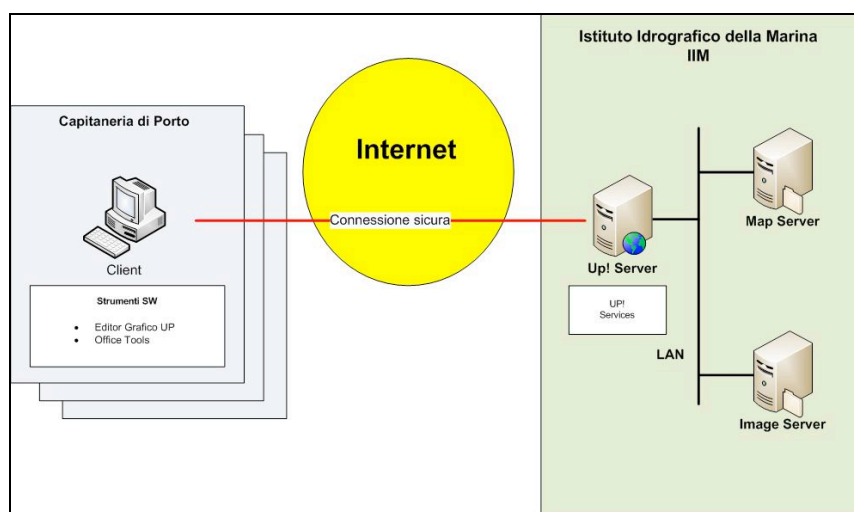 Capitaneria di Porto
Client
Strumenti SW
Editor Grafico UP
Office Tools
Internet
Connessione sicura
Istituto Idrografico della Marina
IIM
Up! Server
UP!
Services
LAN
Map Server
Image Server